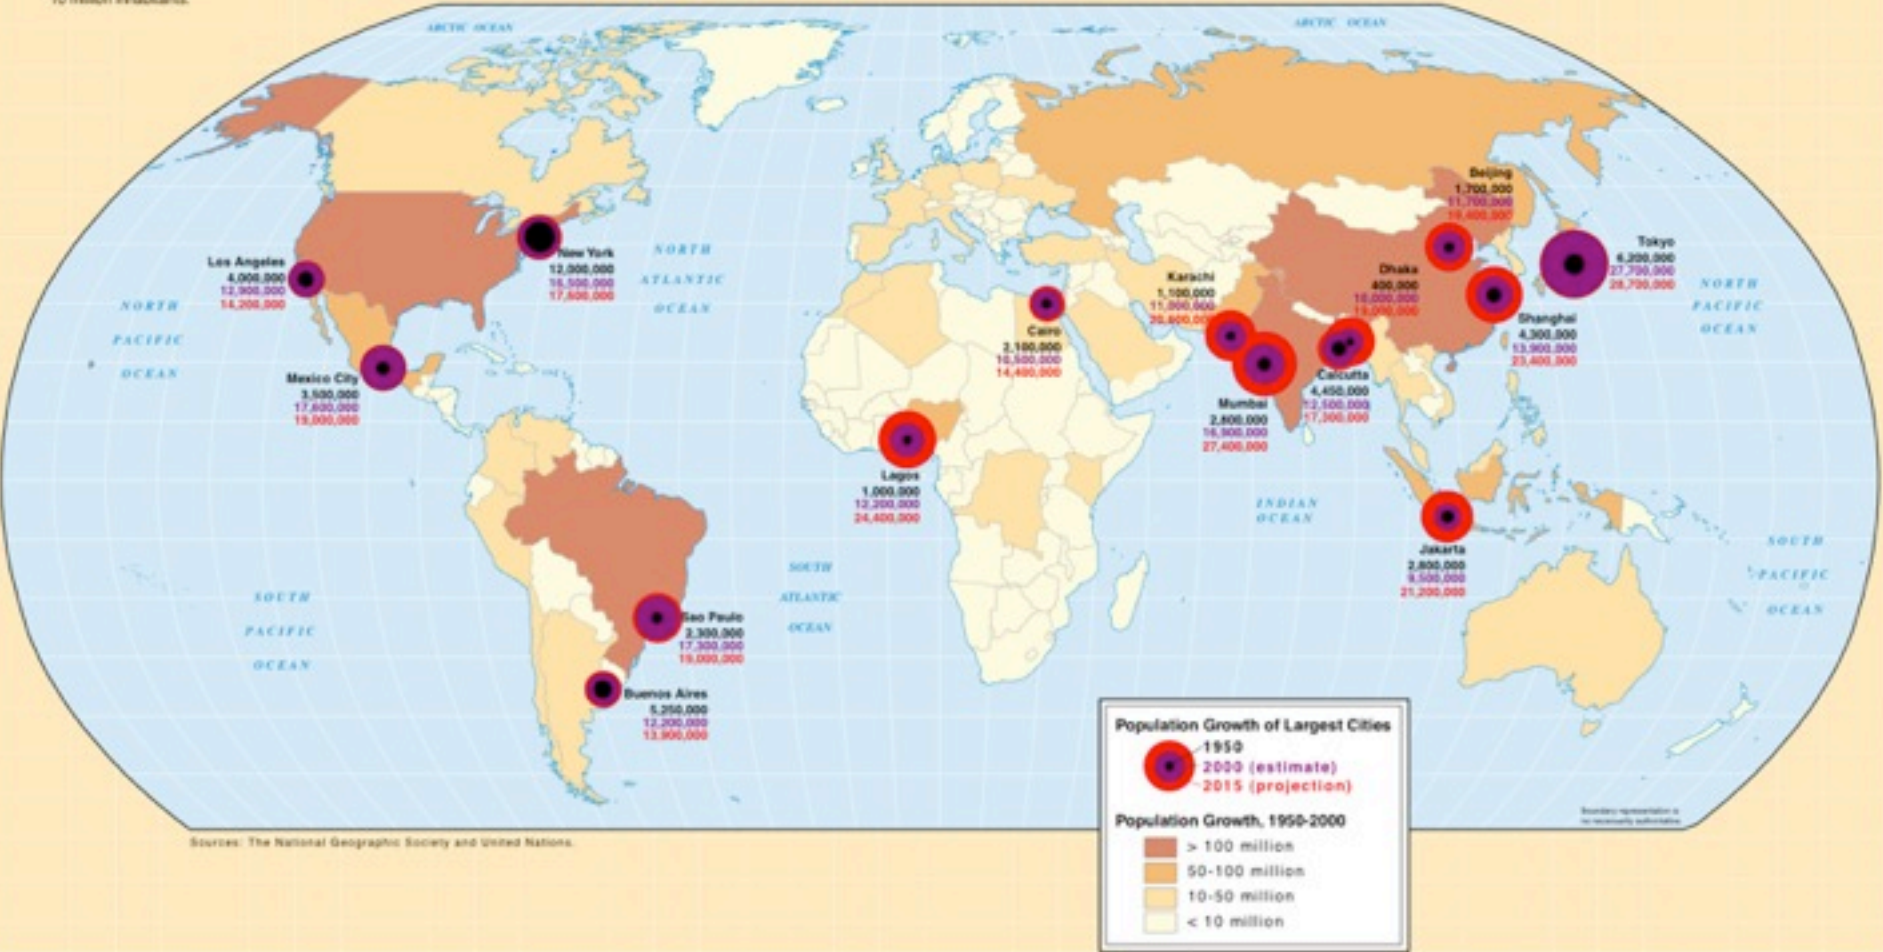 10 million inhabitants.
ARCTIC OCEAN
ARCTIC OCEAN
Beijing
1,700,000
11,700,000
19,400,000
Tokyo
6,200,000
27,700,000
28,700,000
New York
12,000,000
16,500,000
17,600,000
NORTH
ATLANTIC
OCEAN
Los Angeles
4,000,000
12,900,000
14,200,000
NORTH
PACIFIC
OCEAN
Karachi
1,100,000
11,000,000
20,600,000
Dhaka
400,000
10,000,000
19,000,000
NORTH
PACIFIC
OCEAN
Cairo
2,100,000
10,500,000
14,400,000
Shanghai
4,300,000
13,900,000
23,400,000
Mexico City
3,500,000
17,600,000
19,000,000
Calcutta
4,450,000
12,500,000
17,300,000
Mumbai
2,800,000
16,900,000
27,400,000
Lagos
1,000,000
12,200,000
24,400,000
INDIAN
OCEAN
Jakarta
2,800,000
9,500,000
21,200,000
SOUTH
PACIFIC
OCEAN
SOUTH
ATLANTIC
OCEAN
SOUTH
PACIFIC
OCEAN
Sao Paulo
2,300,000
17,300,000
19,000,000
Buenos Aires
5,250,000
12,200,000
13,900,000
Population Growth of Largest Cities
1950
2000 (estimate)
2015 (projection)
Population Growth, 1950-2000
> 100 million
50-100 million
10-50 million
< 10 million
Boundary representation is
no necessarily authoritative
Sources: The National Geographic Society and United Nations.